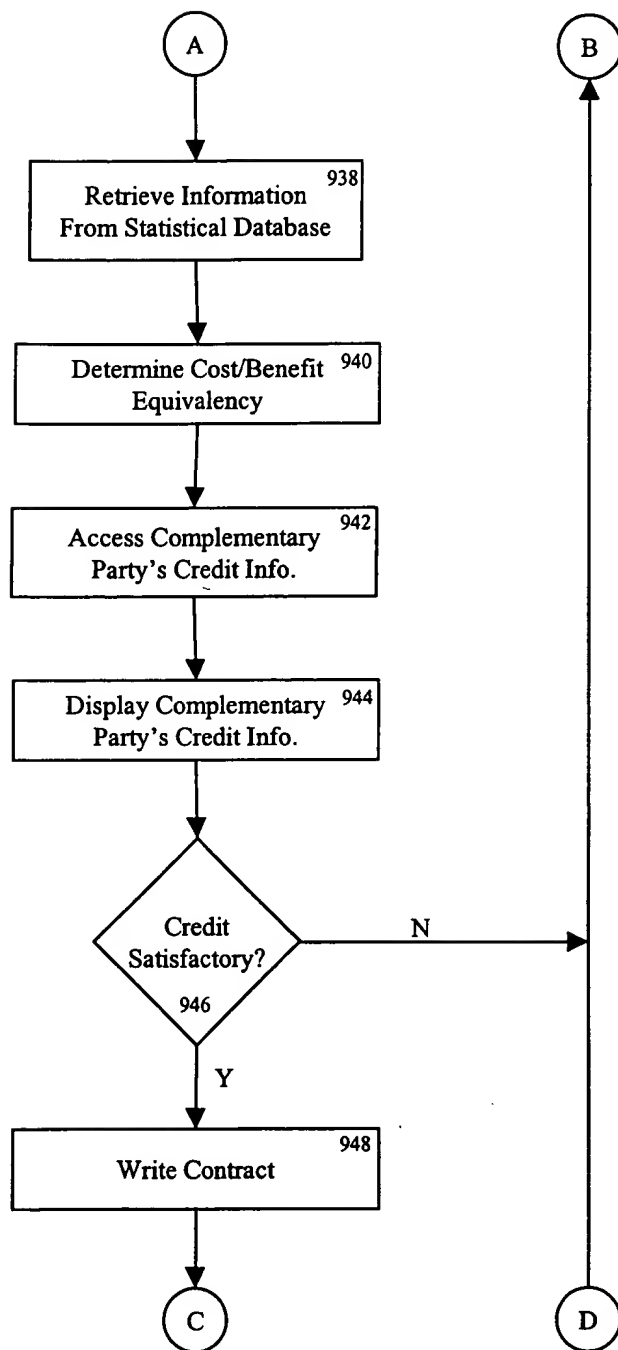 A
B
938
Retrieve Information
From Statistical Database
940
Determine Cost/Benefit
Equivalency
942
Access Complementary
Party's Credit Info.
944
Display Complementary
Party's Credit Info.
Credit
Satisfactory?
946
N
Y
948
Write Contract
C
D